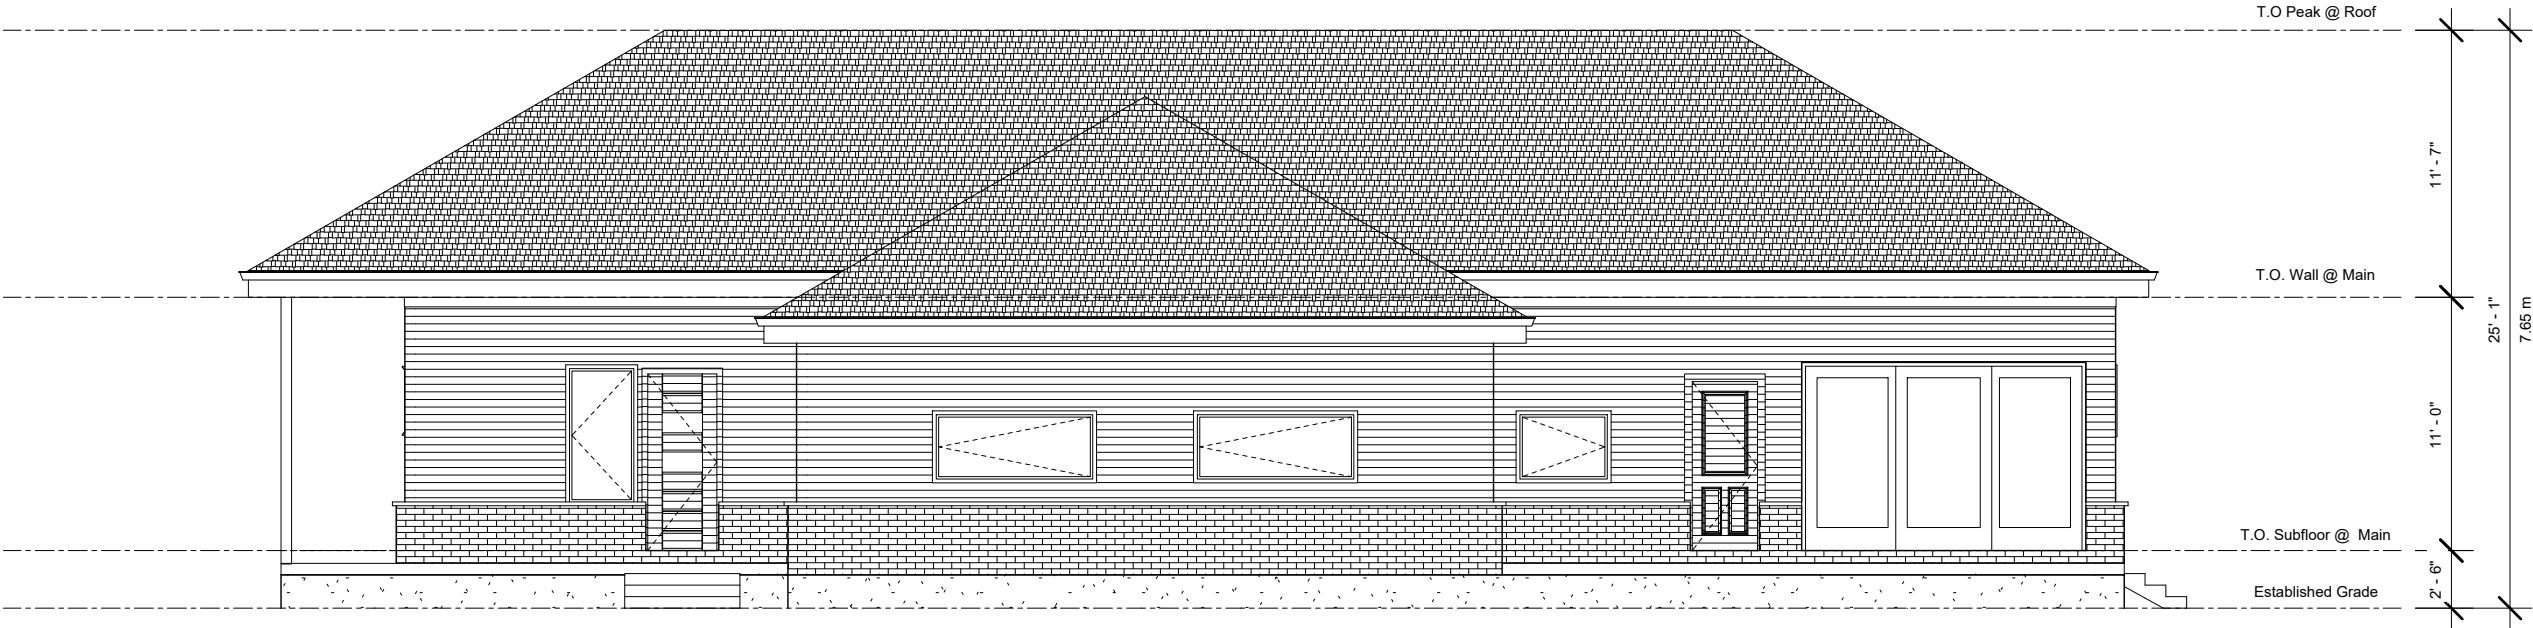 T.O Peak @ Roof
11' - 7"
T.O. Wall @ Main
25' - 1"
7.65 m
11' - 0"
T.O. Subfloor @ Main
2' - 6"
Established Grade